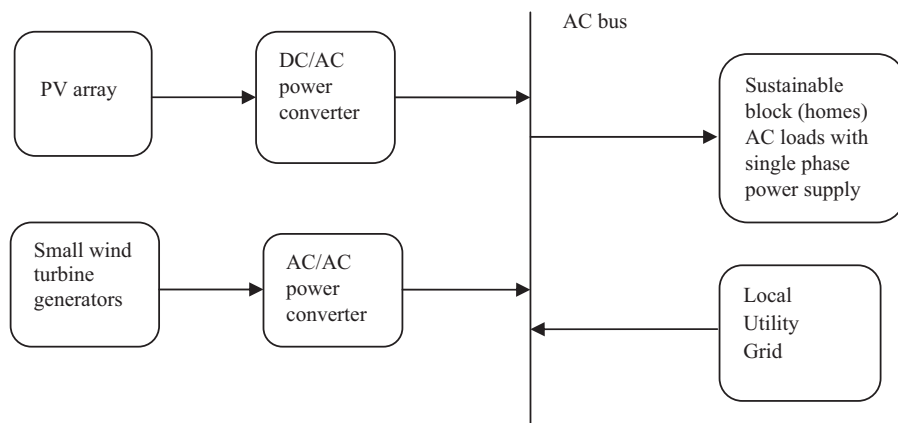 AC bus
PV array
DC/AC
power
converter
Sustainable
block (homes)
AC loads with
single phase
power supply
Small wind
turbine
generators
AC/AC
power
converter
Local
Utility
Grid